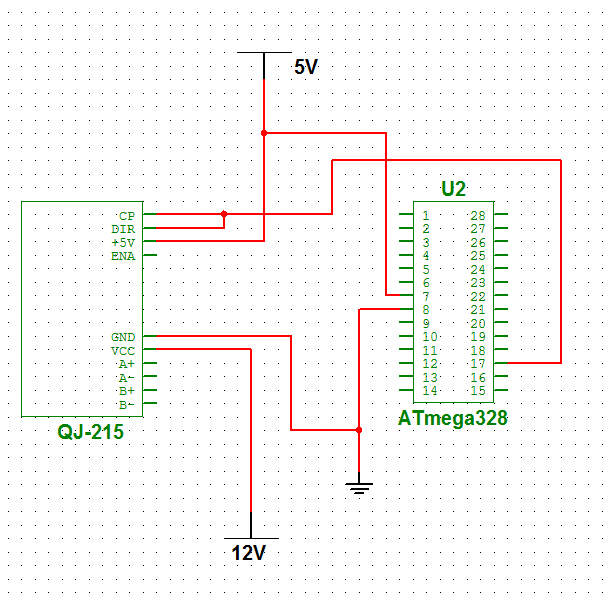 5V
U2
CP
DIR
+5V
ENA
GND
VCC
A+
A-
B+
B-
QJ-215
1 28
2 27
3 26
4 25
5 24
6 23
7 22
8 21
9 20
10 19
11 18
12 17
13 16
14 15
ATmega328
12V